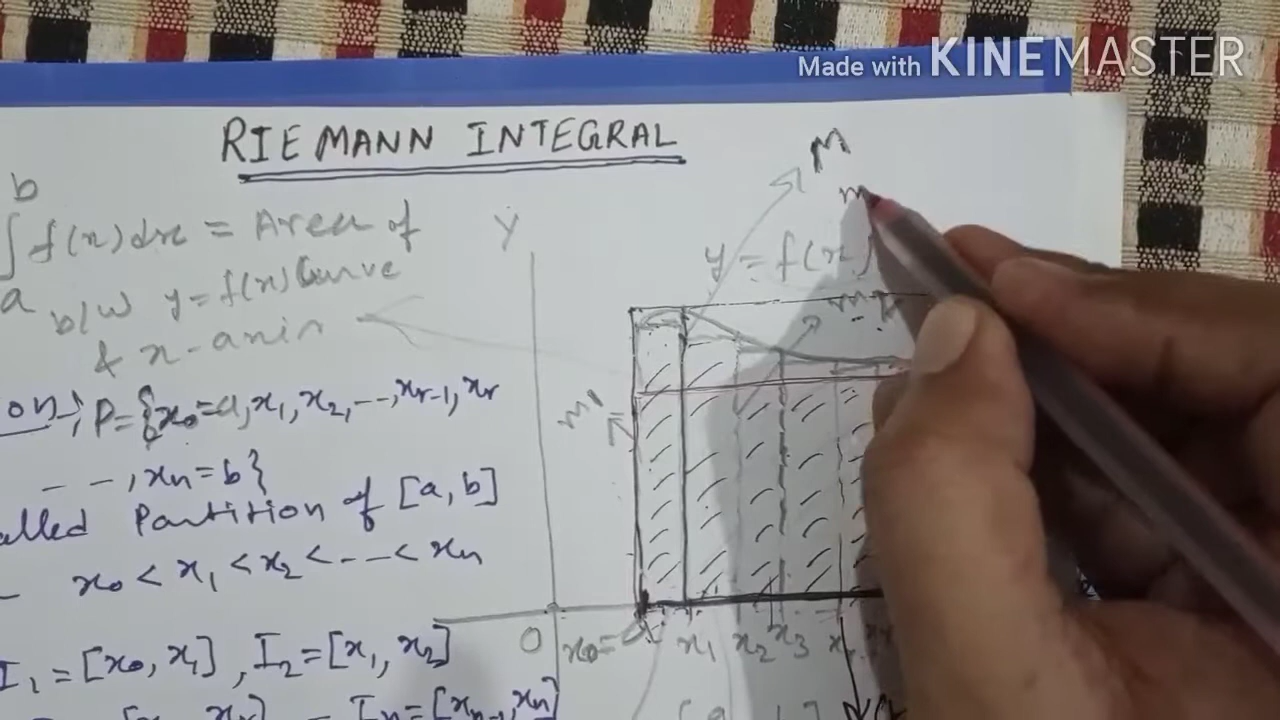 Made with KINEMASTER
RIEMANN INTEGRAL
M
m
b
∫ f(x) dx = Area of
a
b/w y = f(x) Curve
& x-axis
Y
y = f(x)
m1
on; P = {x0 = a, x1, x2, --, xr-1, xr
- - -, xn = b}
alled Partition of [a, b]
x0 < x1 < x2 < --- < xn
O x0 = a x1 x2 x3
I1 = [x0, x1], I2 = [x1, x2]
- In = [xn-1, xn]